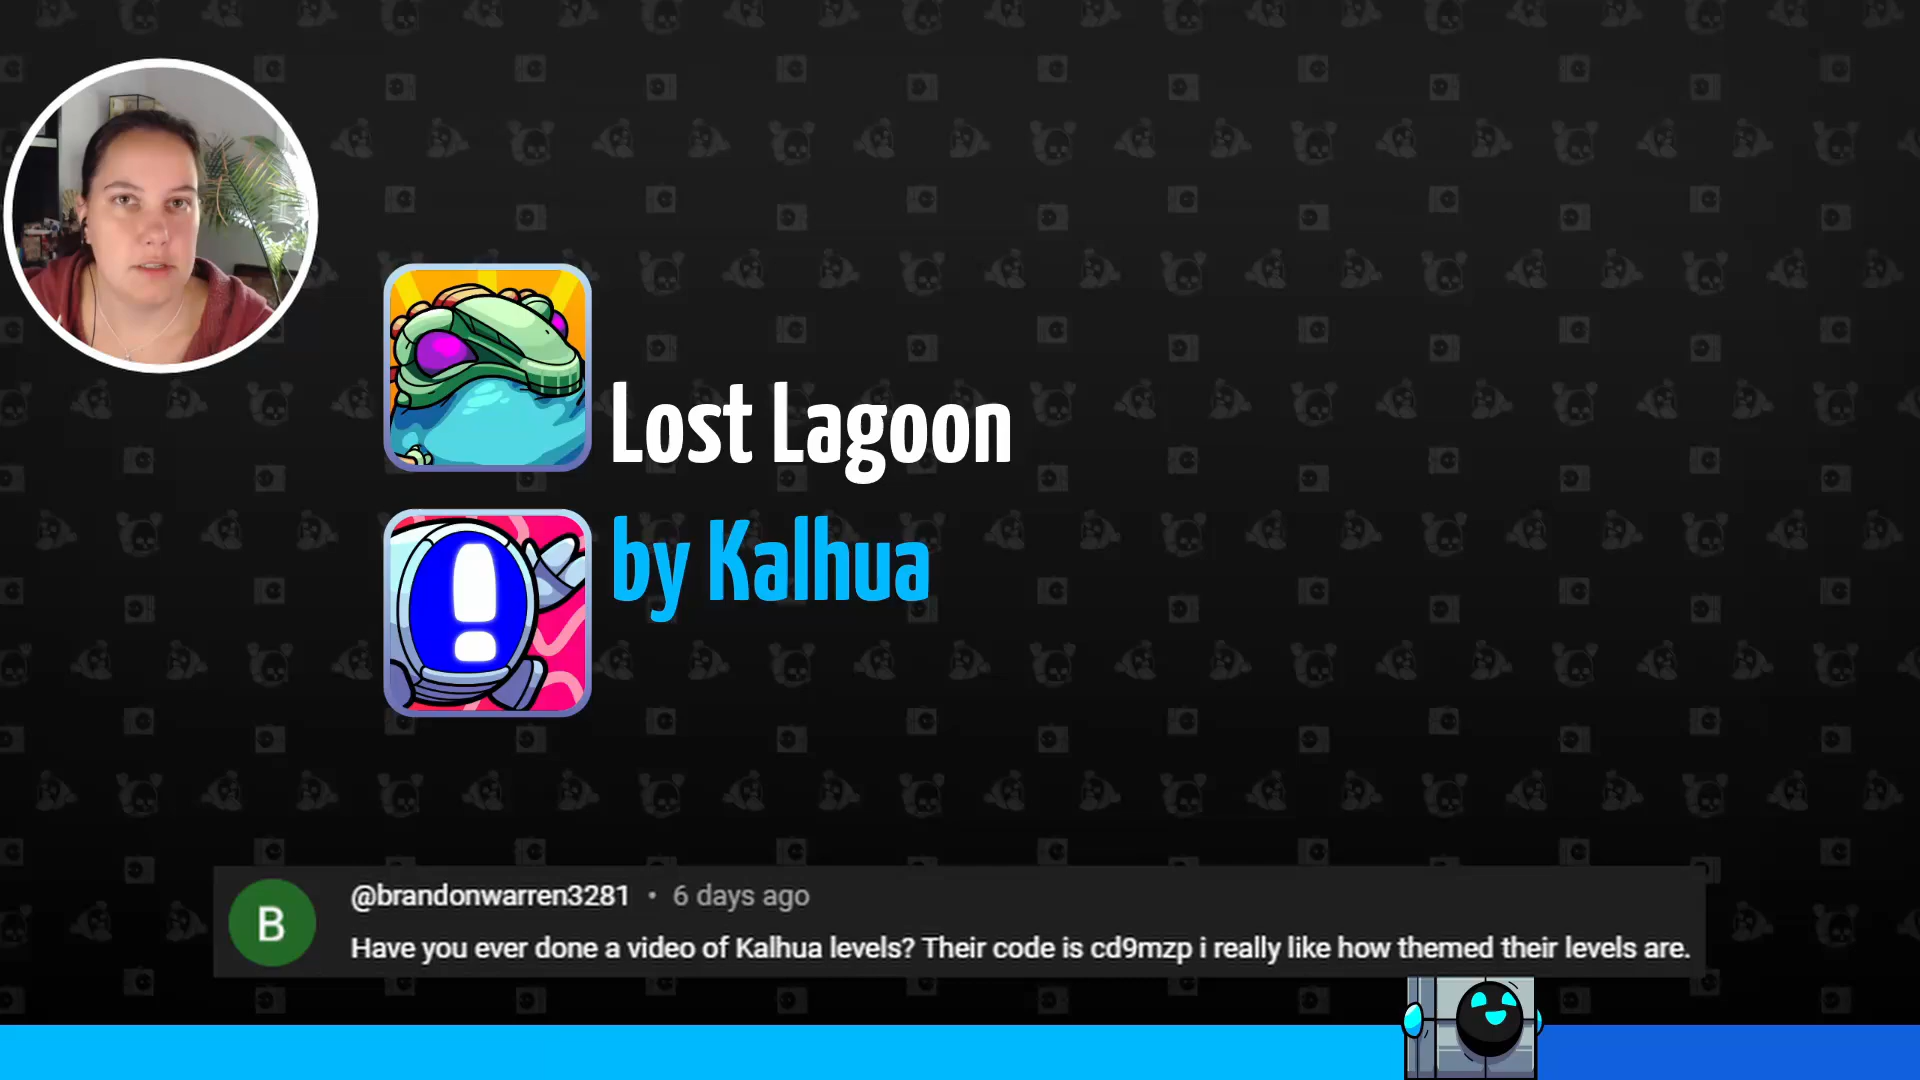 Lost Lagoon
by Kalhua
B
@brandonwarren3281 • 6 days ago
Have you ever done a video of Kalhua levels? Their code is cd9mzp i really like how themed their levels are.